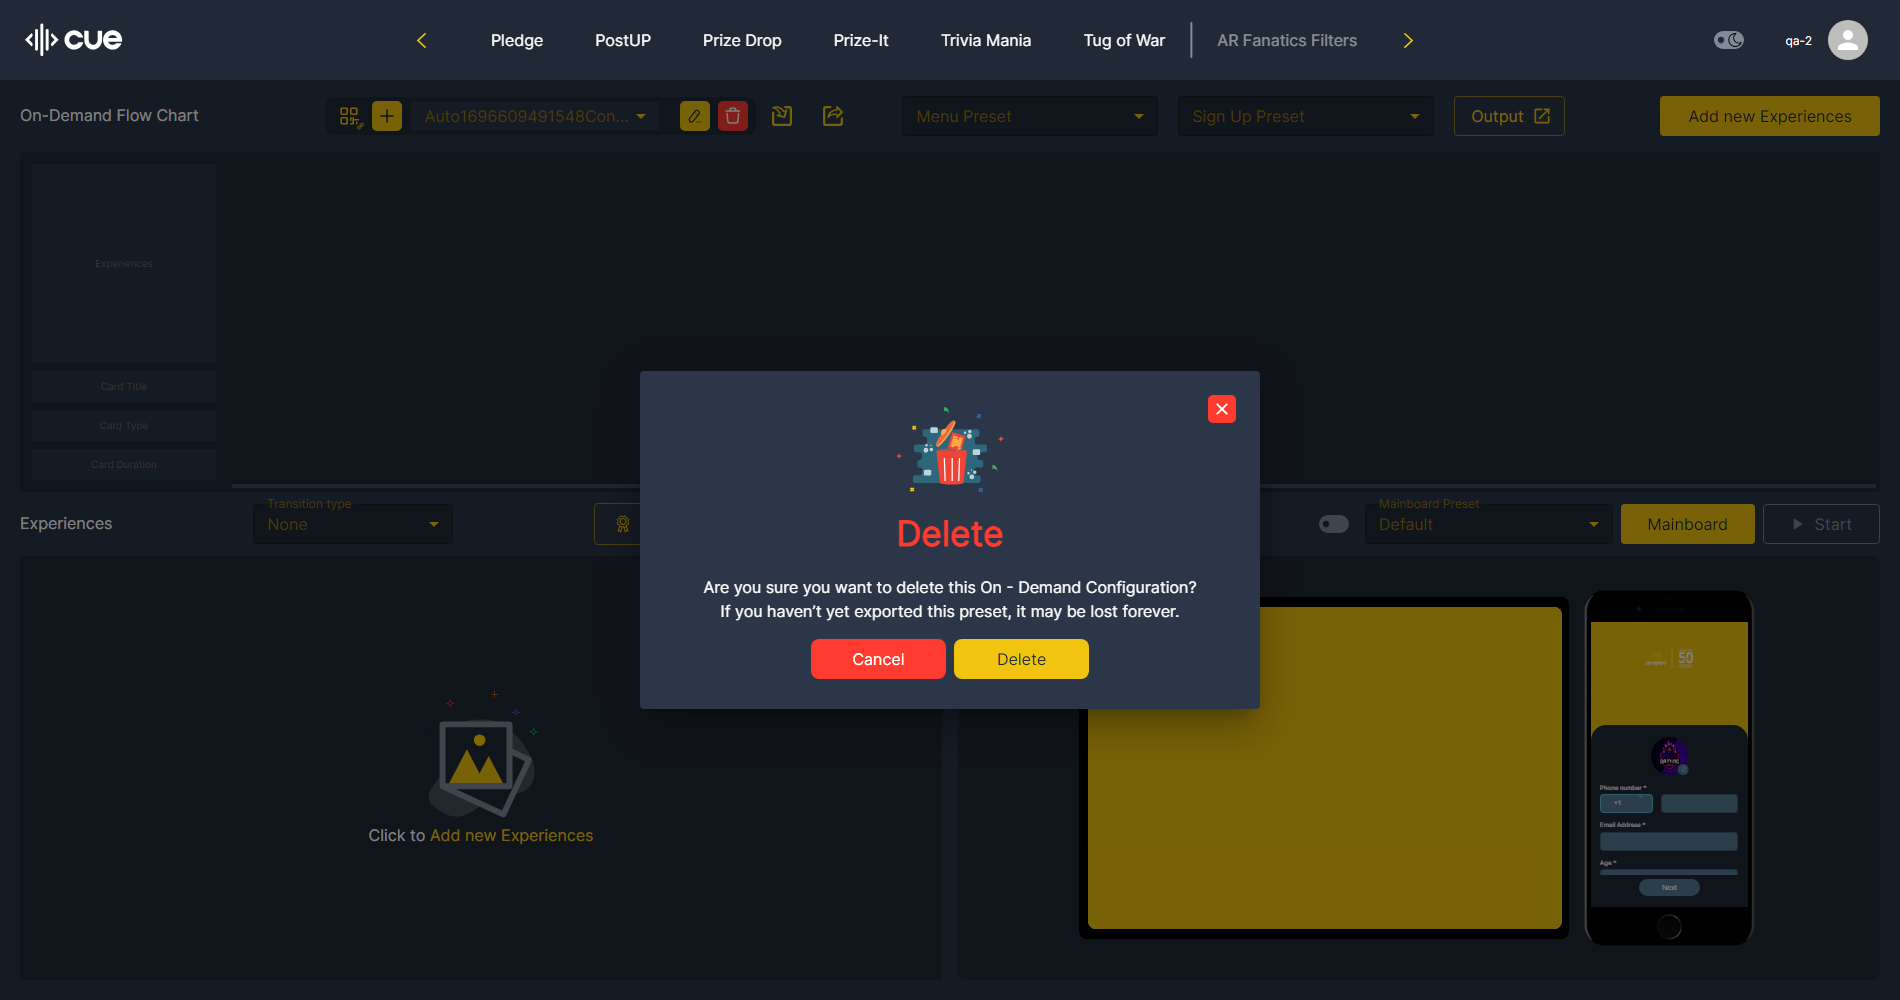 cue
Pledge
PostUP
Prize Drop
Prize-It
Trivia Mania
Tug of War
AR Fanatics Filters
qa-2
On-Demand Flow Chart
Auto1696609491548Con...
Menu Preset
Sign Up Preset
Output
Add new Experiences
Experiences
Card Title
Card Type
Card Duration
Experiences
Transition type
None
Mainboard Preset
Default
Mainboard
Start
Delete
Are you sure you want to delete this On - Demand Configuration?
If you haven't yet exported this preset, it may be lost forever.
Cancel
Delete
Click to Add new Experiences
50
Phone number *
+1
Email Address *
Age *
Next